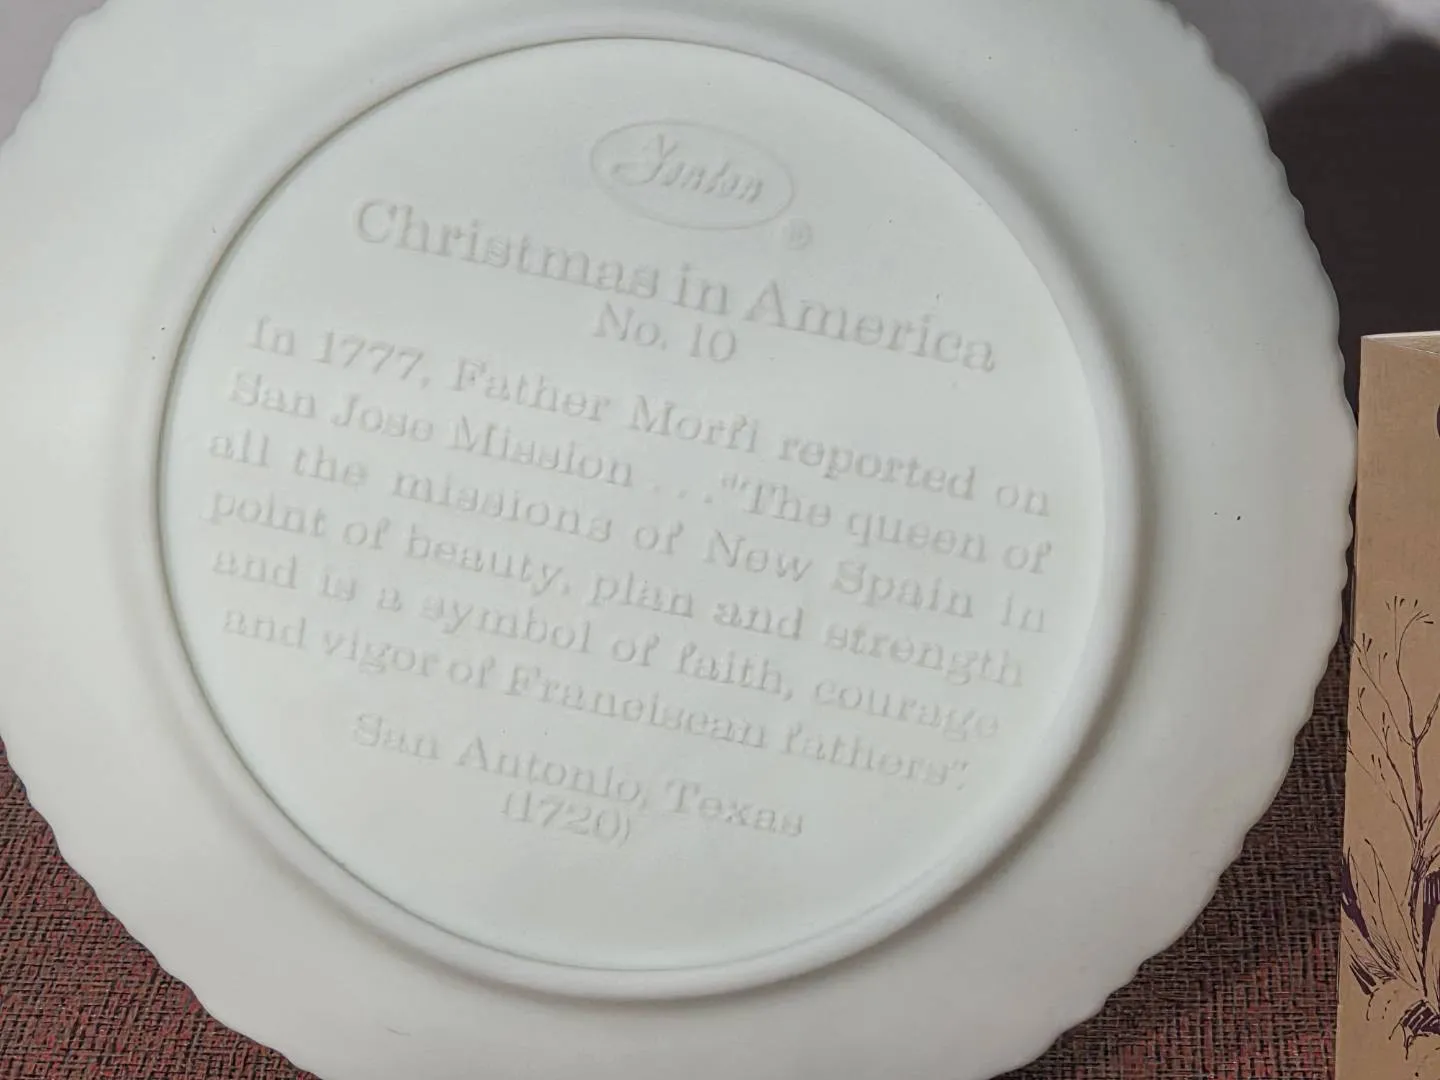 Fenton
®
Christmas in America
No. 10
In 1777, Father Morfi reported on
San Jose Mission . . ."The queen of
all the missions of New Spain in
point of beauty, plan and strength
and is a symbol of faith, courage
and vigor of Franciscan fathers".
San Antonio, Texas
(1720)